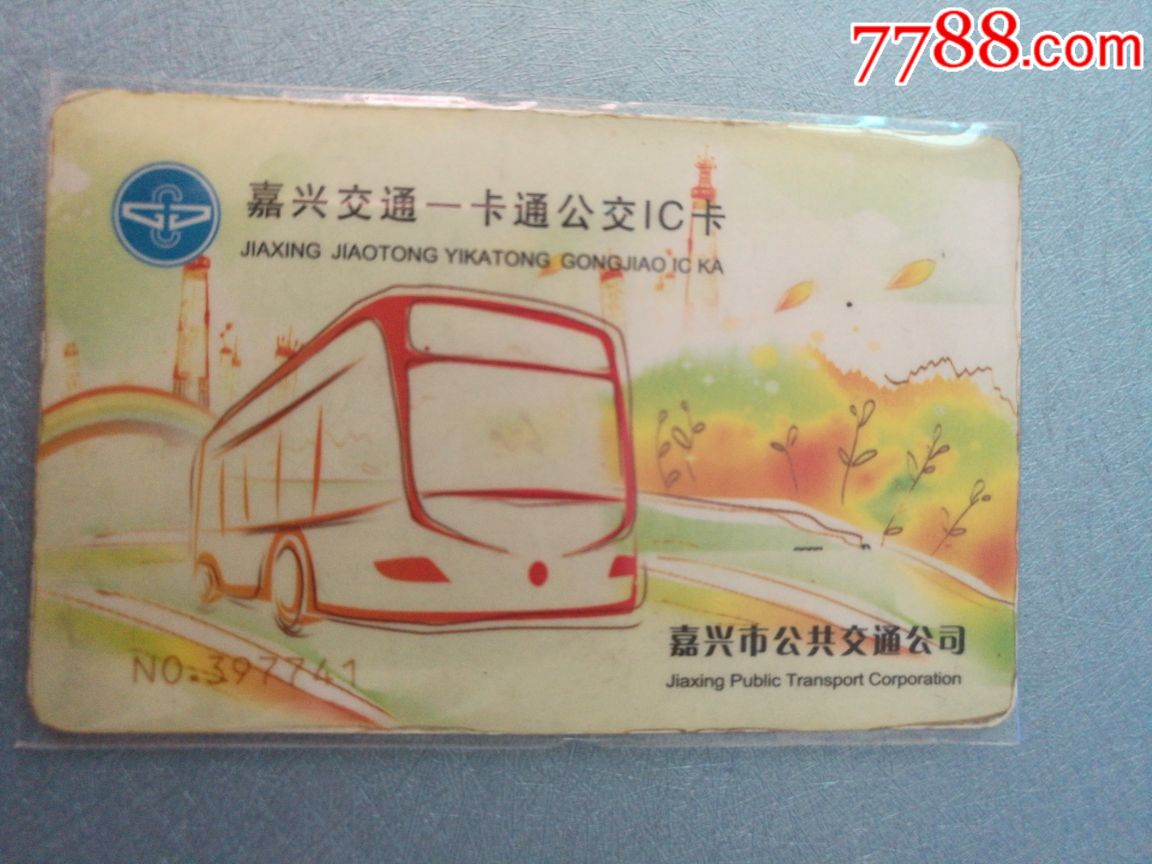 7788.com
嘉兴交通一卡通公交IC卡
JIAXING JIAOTONG YIKATONG GONGJIAO IC KA
嘉兴市公共交通公司
Jiaxing Public Transport Corporation
NO:397741